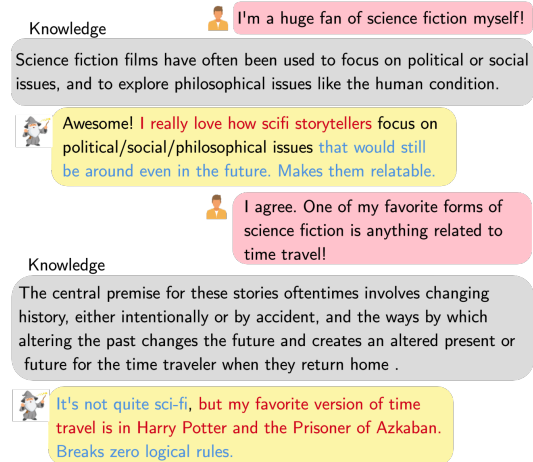 I'm a huge fan of science fiction myself!
Knowledge
Science fiction films have often been used to focus on political or social
issues, and to explore philosophical issues like the human condition.
Awesome! I really love how scifi storytellers focus on
political/social/philosophical issues that would still
be around even in the future. Makes them relatable.
I agree. One of my favorite forms of
science fiction is anything related to
time travel!
Knowledge
The central premise for these stories oftentimes involves changing
history, either intentionally or by accident, and the ways by which
altering the past changes the future and creates an altered present or
future for the time traveler when they return home .
It's not quite sci-fi, but my favorite version of time
travel is in Harry Potter and the Prisoner of Azkaban.
Breaks zero logical rules.